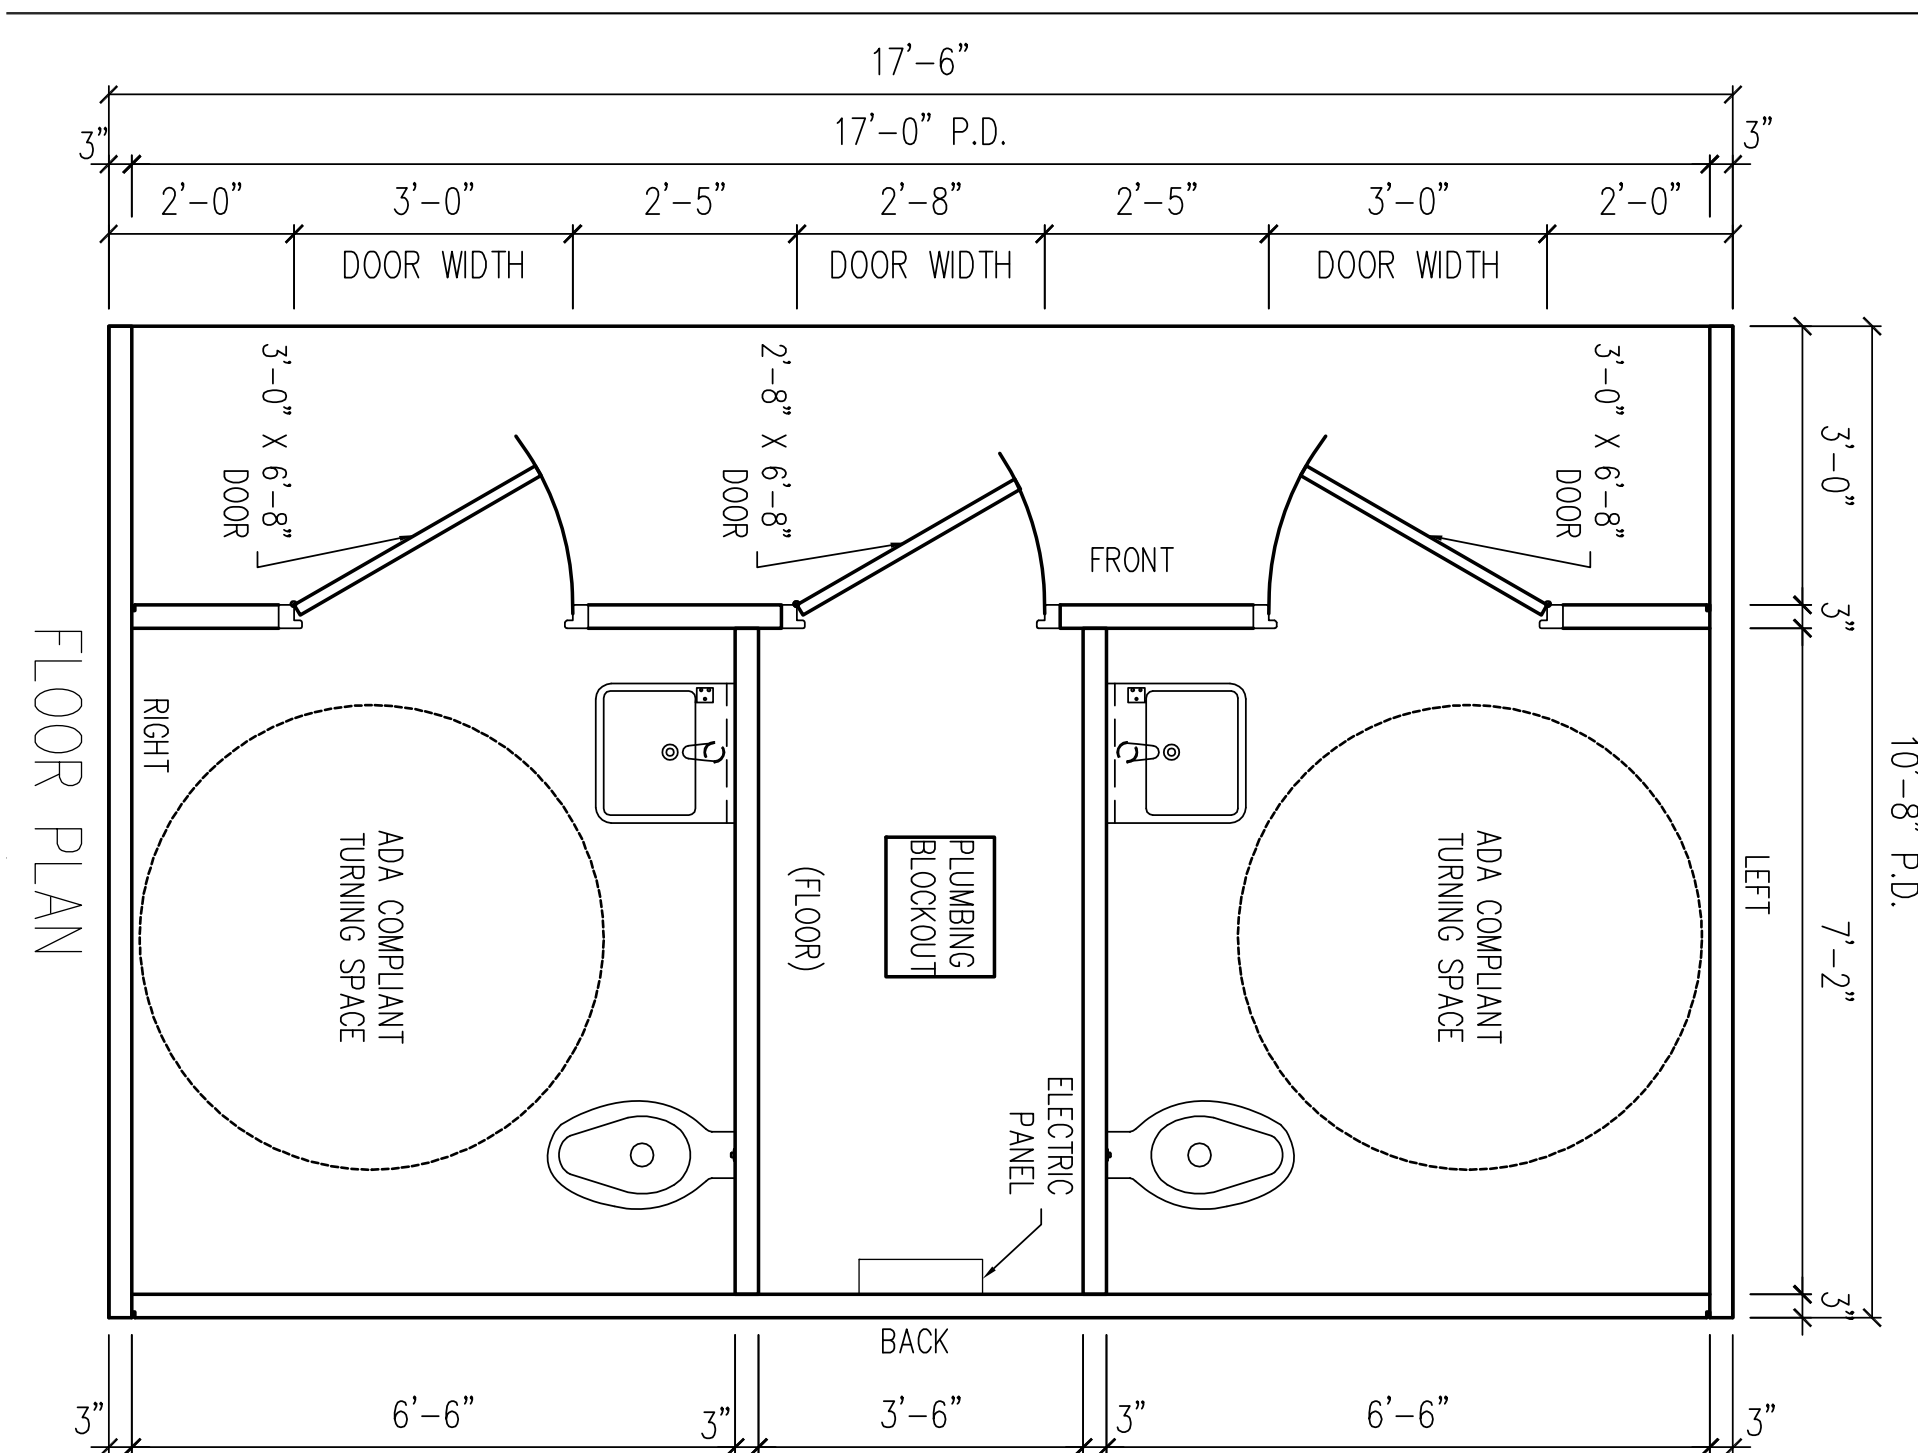 17'-6"
17'-0" P.D.
3"
3"
2'-0"
3'-0"
2'-5"
2'-8"
2'-5"
3'-0"
2'-0"
DOOR WIDTH
DOOR WIDTH
DOOR WIDTH
3'-0" X 6'-8"
DOOR
2'-8" X 6'-8"
DOOR
3'-0" X 6'-8"
DOOR
FRONT
3'-0"
3"
7'-2"
3"
10'-8" P.D.
FLOOR PLAN
RIGHT
LEFT
ADA COMPLIANT
TURNING SPACE
(FLOOR)
PLUMBING
BLOCKOUT
ADA COMPLIANT
TURNING SPACE
ELECTRIC
PANEL
BACK
3"
6'-6"
3"
3'-6"
3"
6'-6"
3"